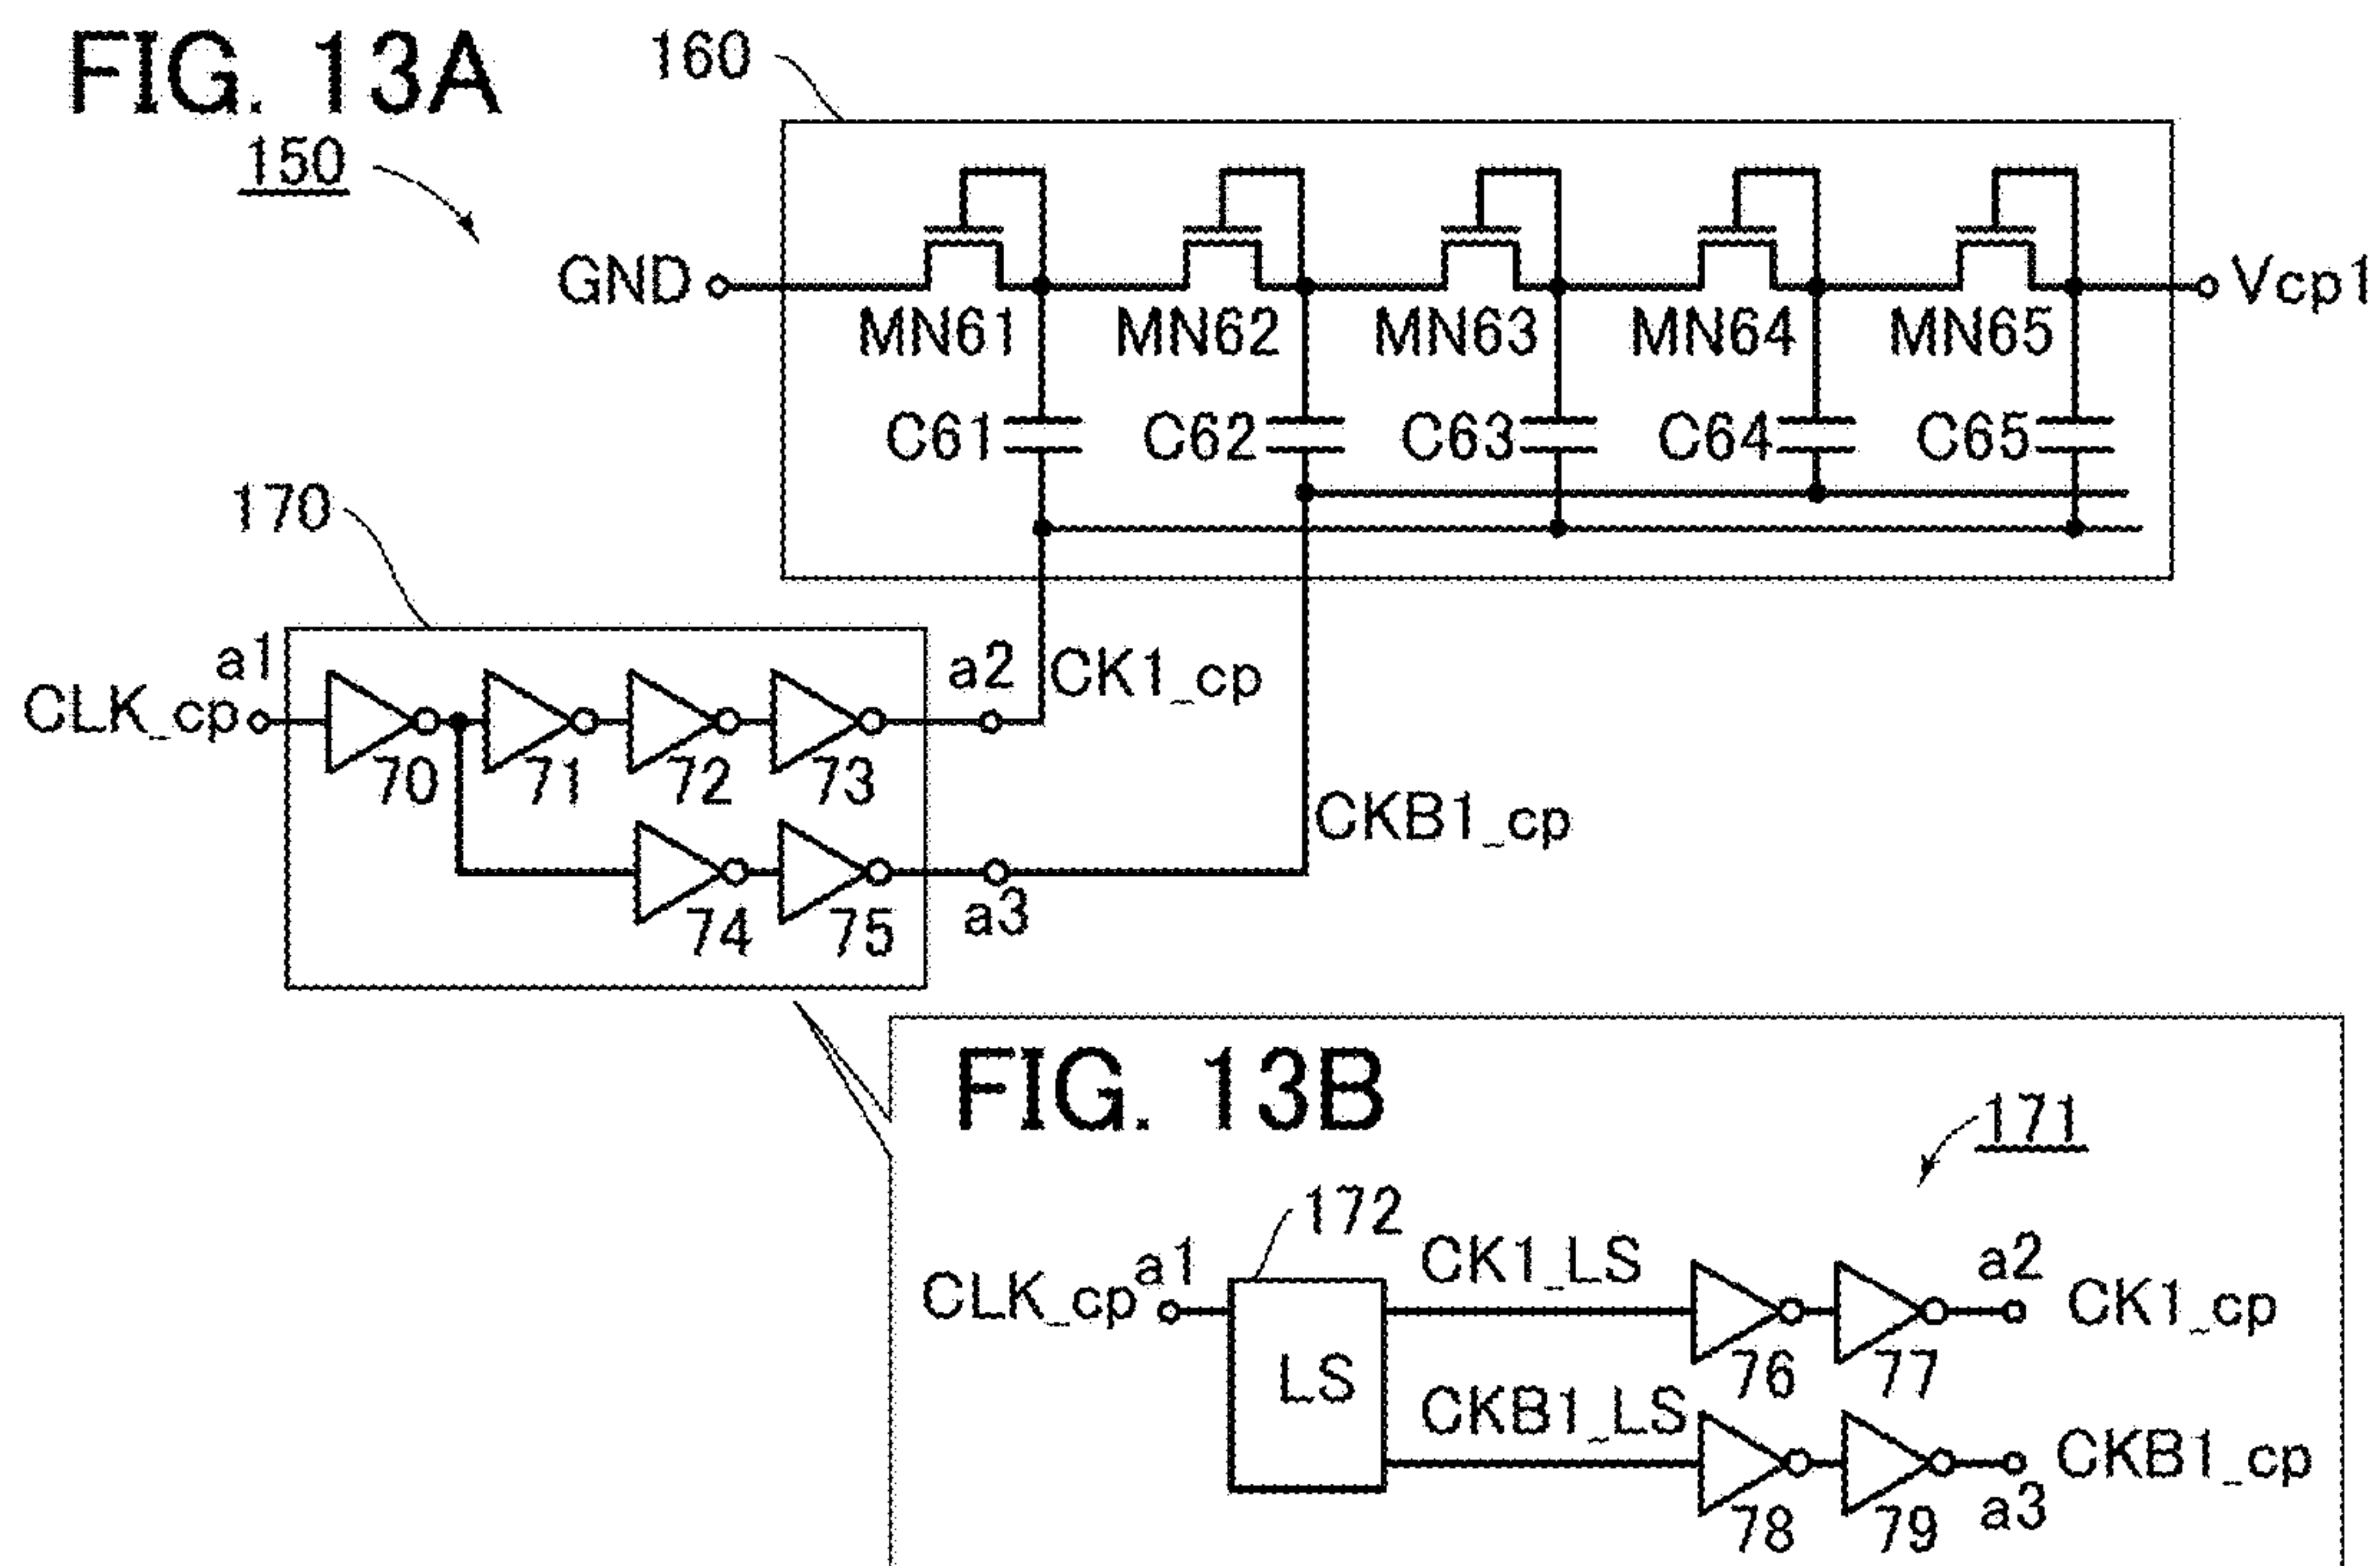 FIG. 13A
150
160
GND
Vcp1
MN61 MN62 MN63 MN64 MN65
C61 C62 C63 C64 C65
170
a1
CLK_cp
70 71 72 73
a2
CK1_cp
74 75
a3
CKB1_cp
FIG. 13B
171
172
CLK_cp
a1
LS
CK1_LS
76 77
a2
CK1_cp
CKB1_LS
78 79
a3
CKB1_cp